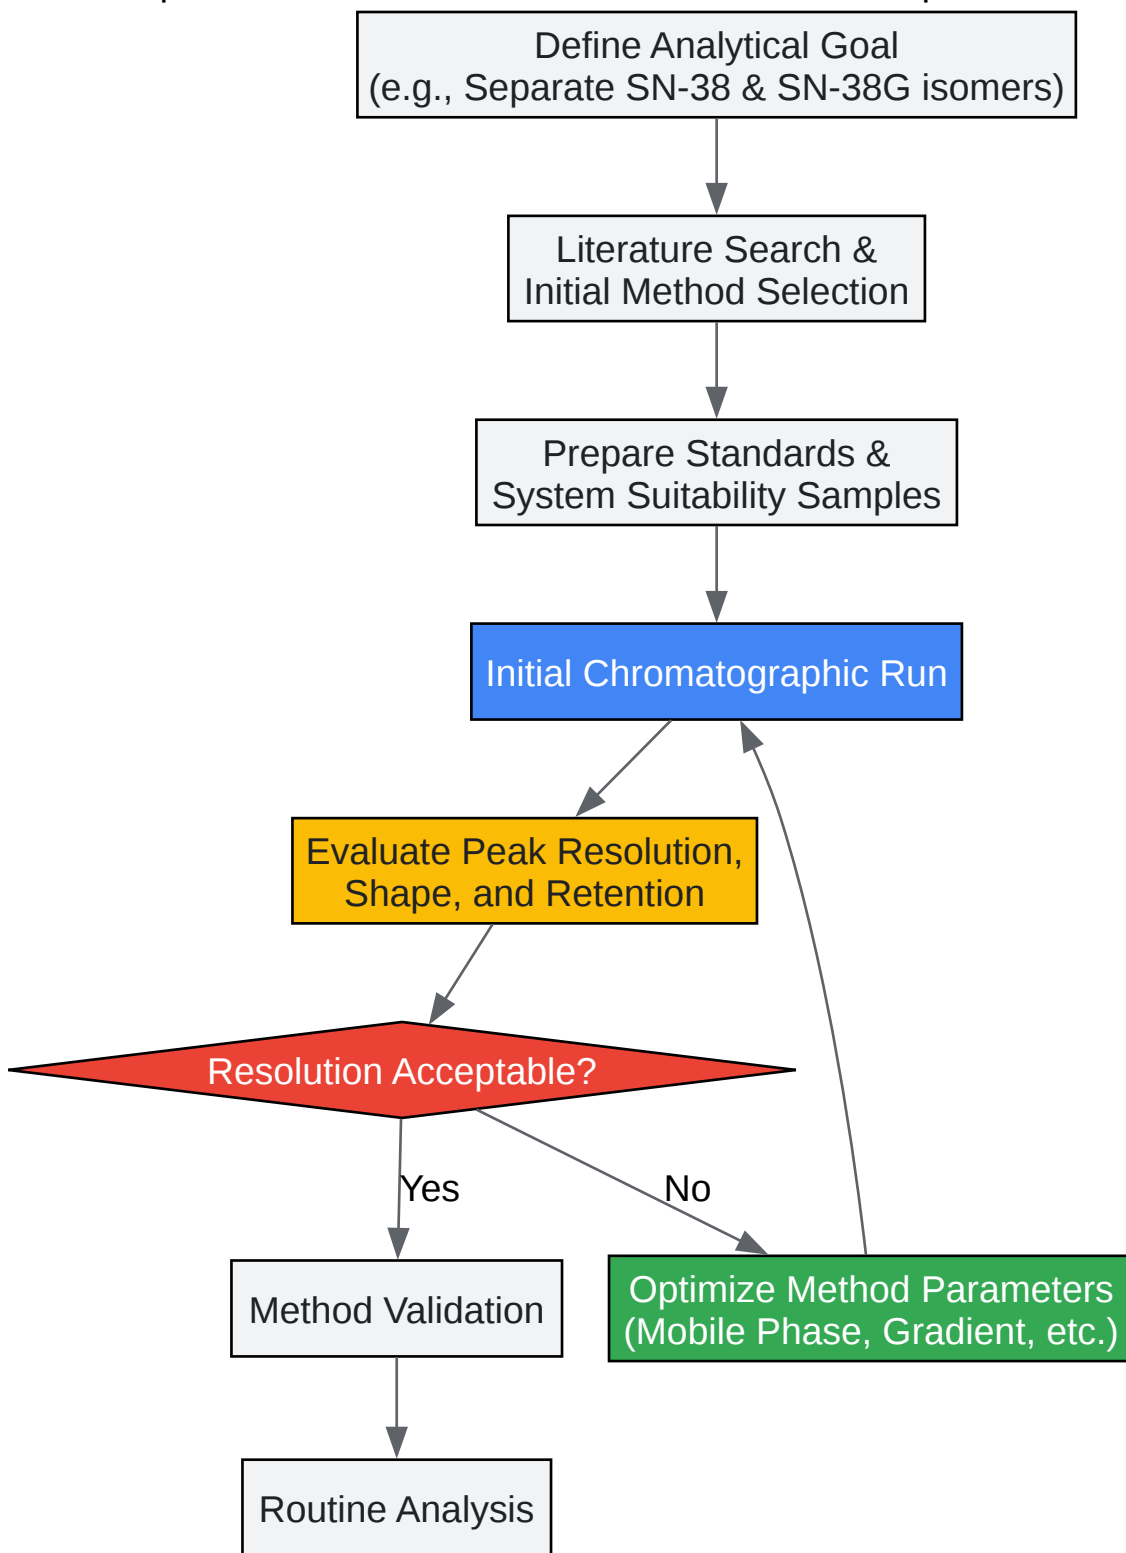 Define Analytical Goal
(e.g., Separate SN-38 & SN-38G isomers)
Literature Search &
Initial Method Selection
Prepare Standards &
System Suitability Samples
Initial Chromatographic Run
Evaluate Peak Resolution,
Shape, and Retention
Resolution Acceptable?
Yes
No
Method Validation
Optimize Method Parameters
(Mobile Phase, Gradient, etc.)
Routine Analysis